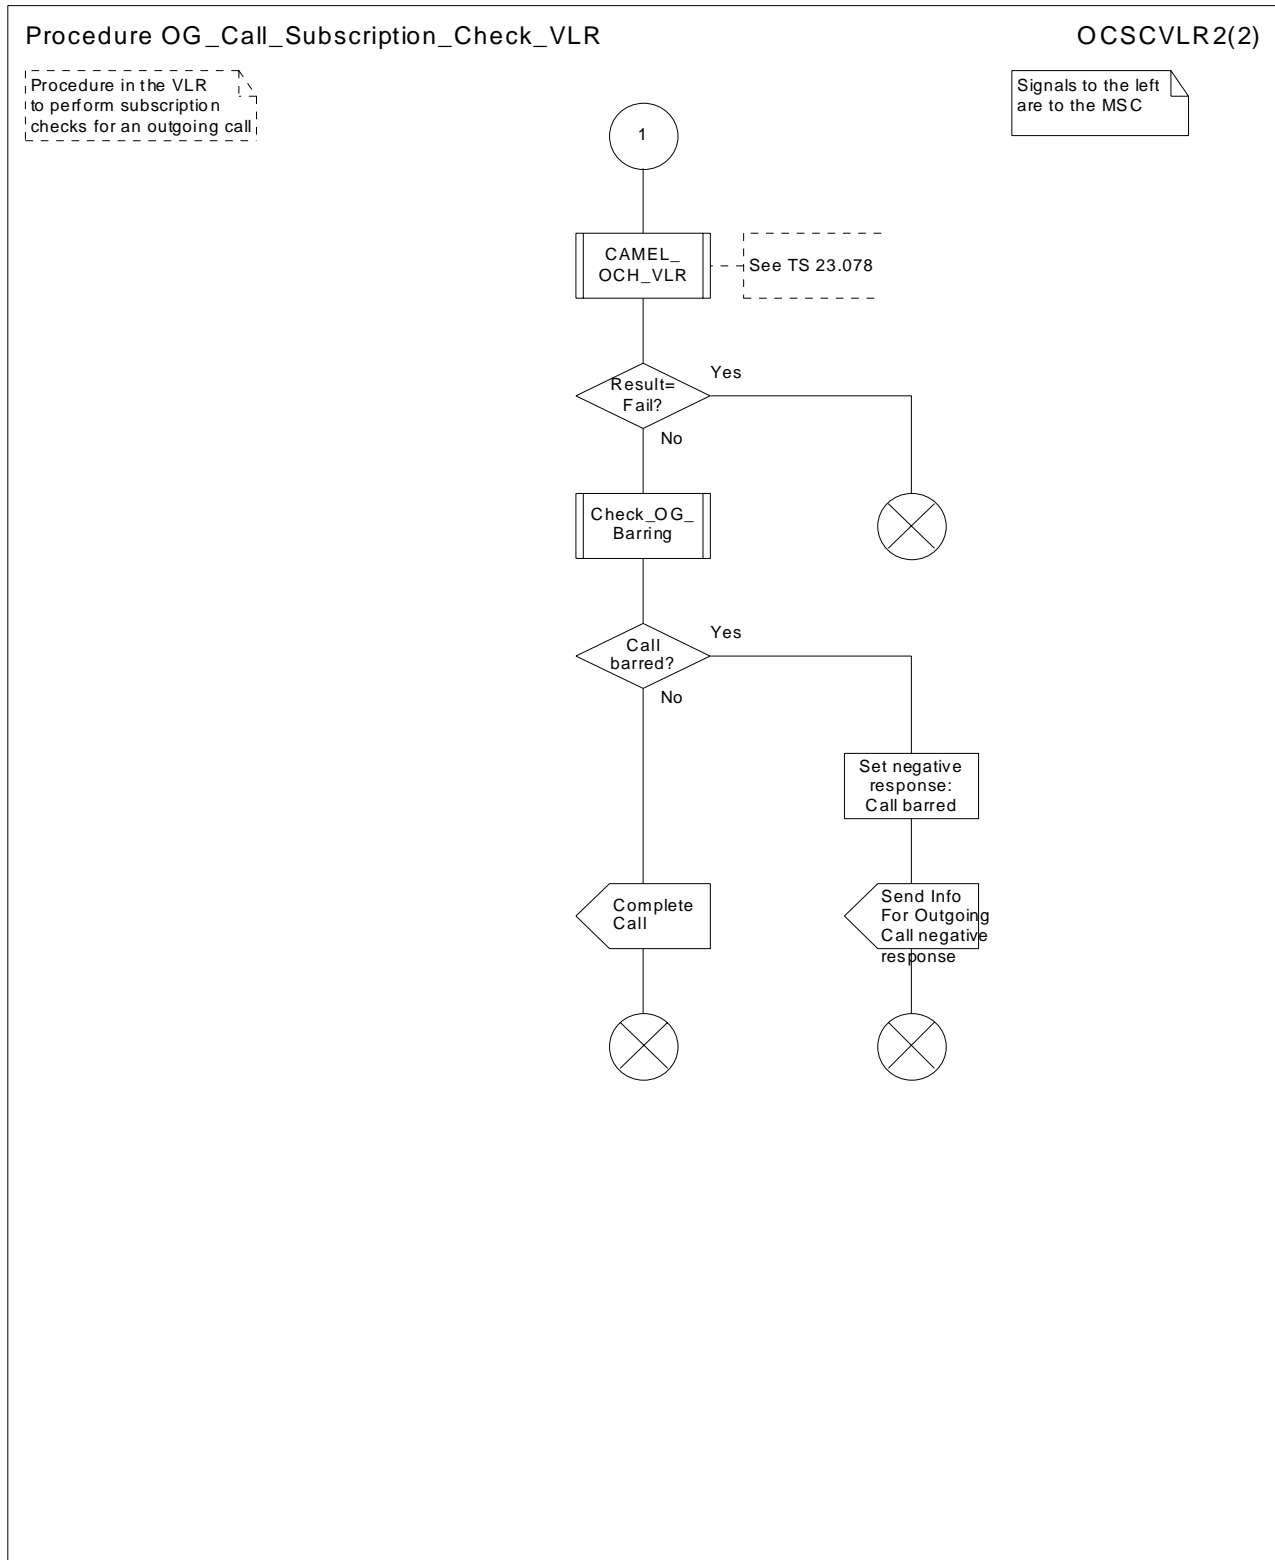 Procedure OG_Call_Subscription_Check_VLR
OCSCVLR2(2)
Procedure in the VLR
to perform subscription
checks for an outgoing call
Signals to the left
are to the MSC
1
CAMEL_
OCH_VLR
See TS 23.078
Result=
Fail?
Yes
No
Check_OG_
Barring
Call
barred?
Yes
No
Set negative
response:
Call barred
Complete
Call
Send Info
For Outgoing
Call negative
response